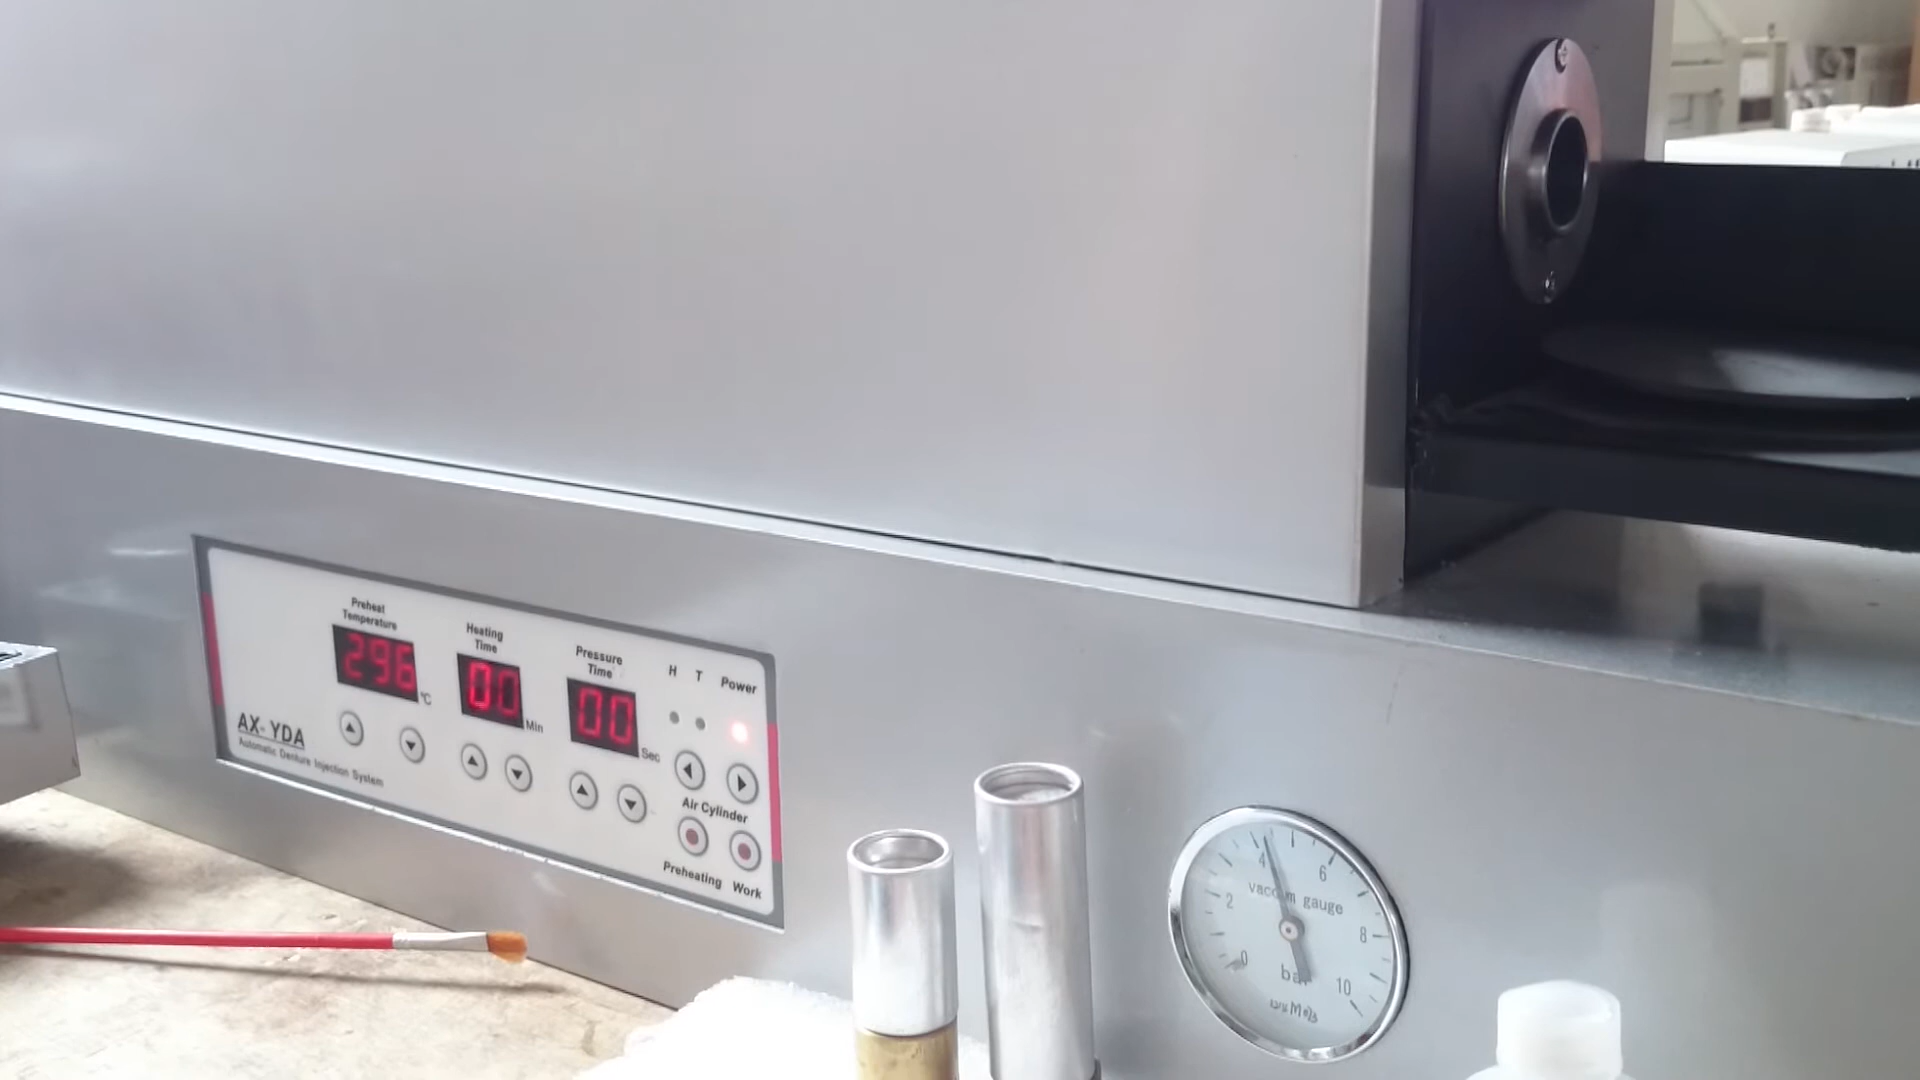 Preheat
Temperature
296
°C
Heating
Time
00
Min
Pressure
Time
00
Sec
H T Power
AX-YDA
Automatic Denture Injection System
Air Cylinder
Preheating Work
0 2 4 6 8 10
gauge